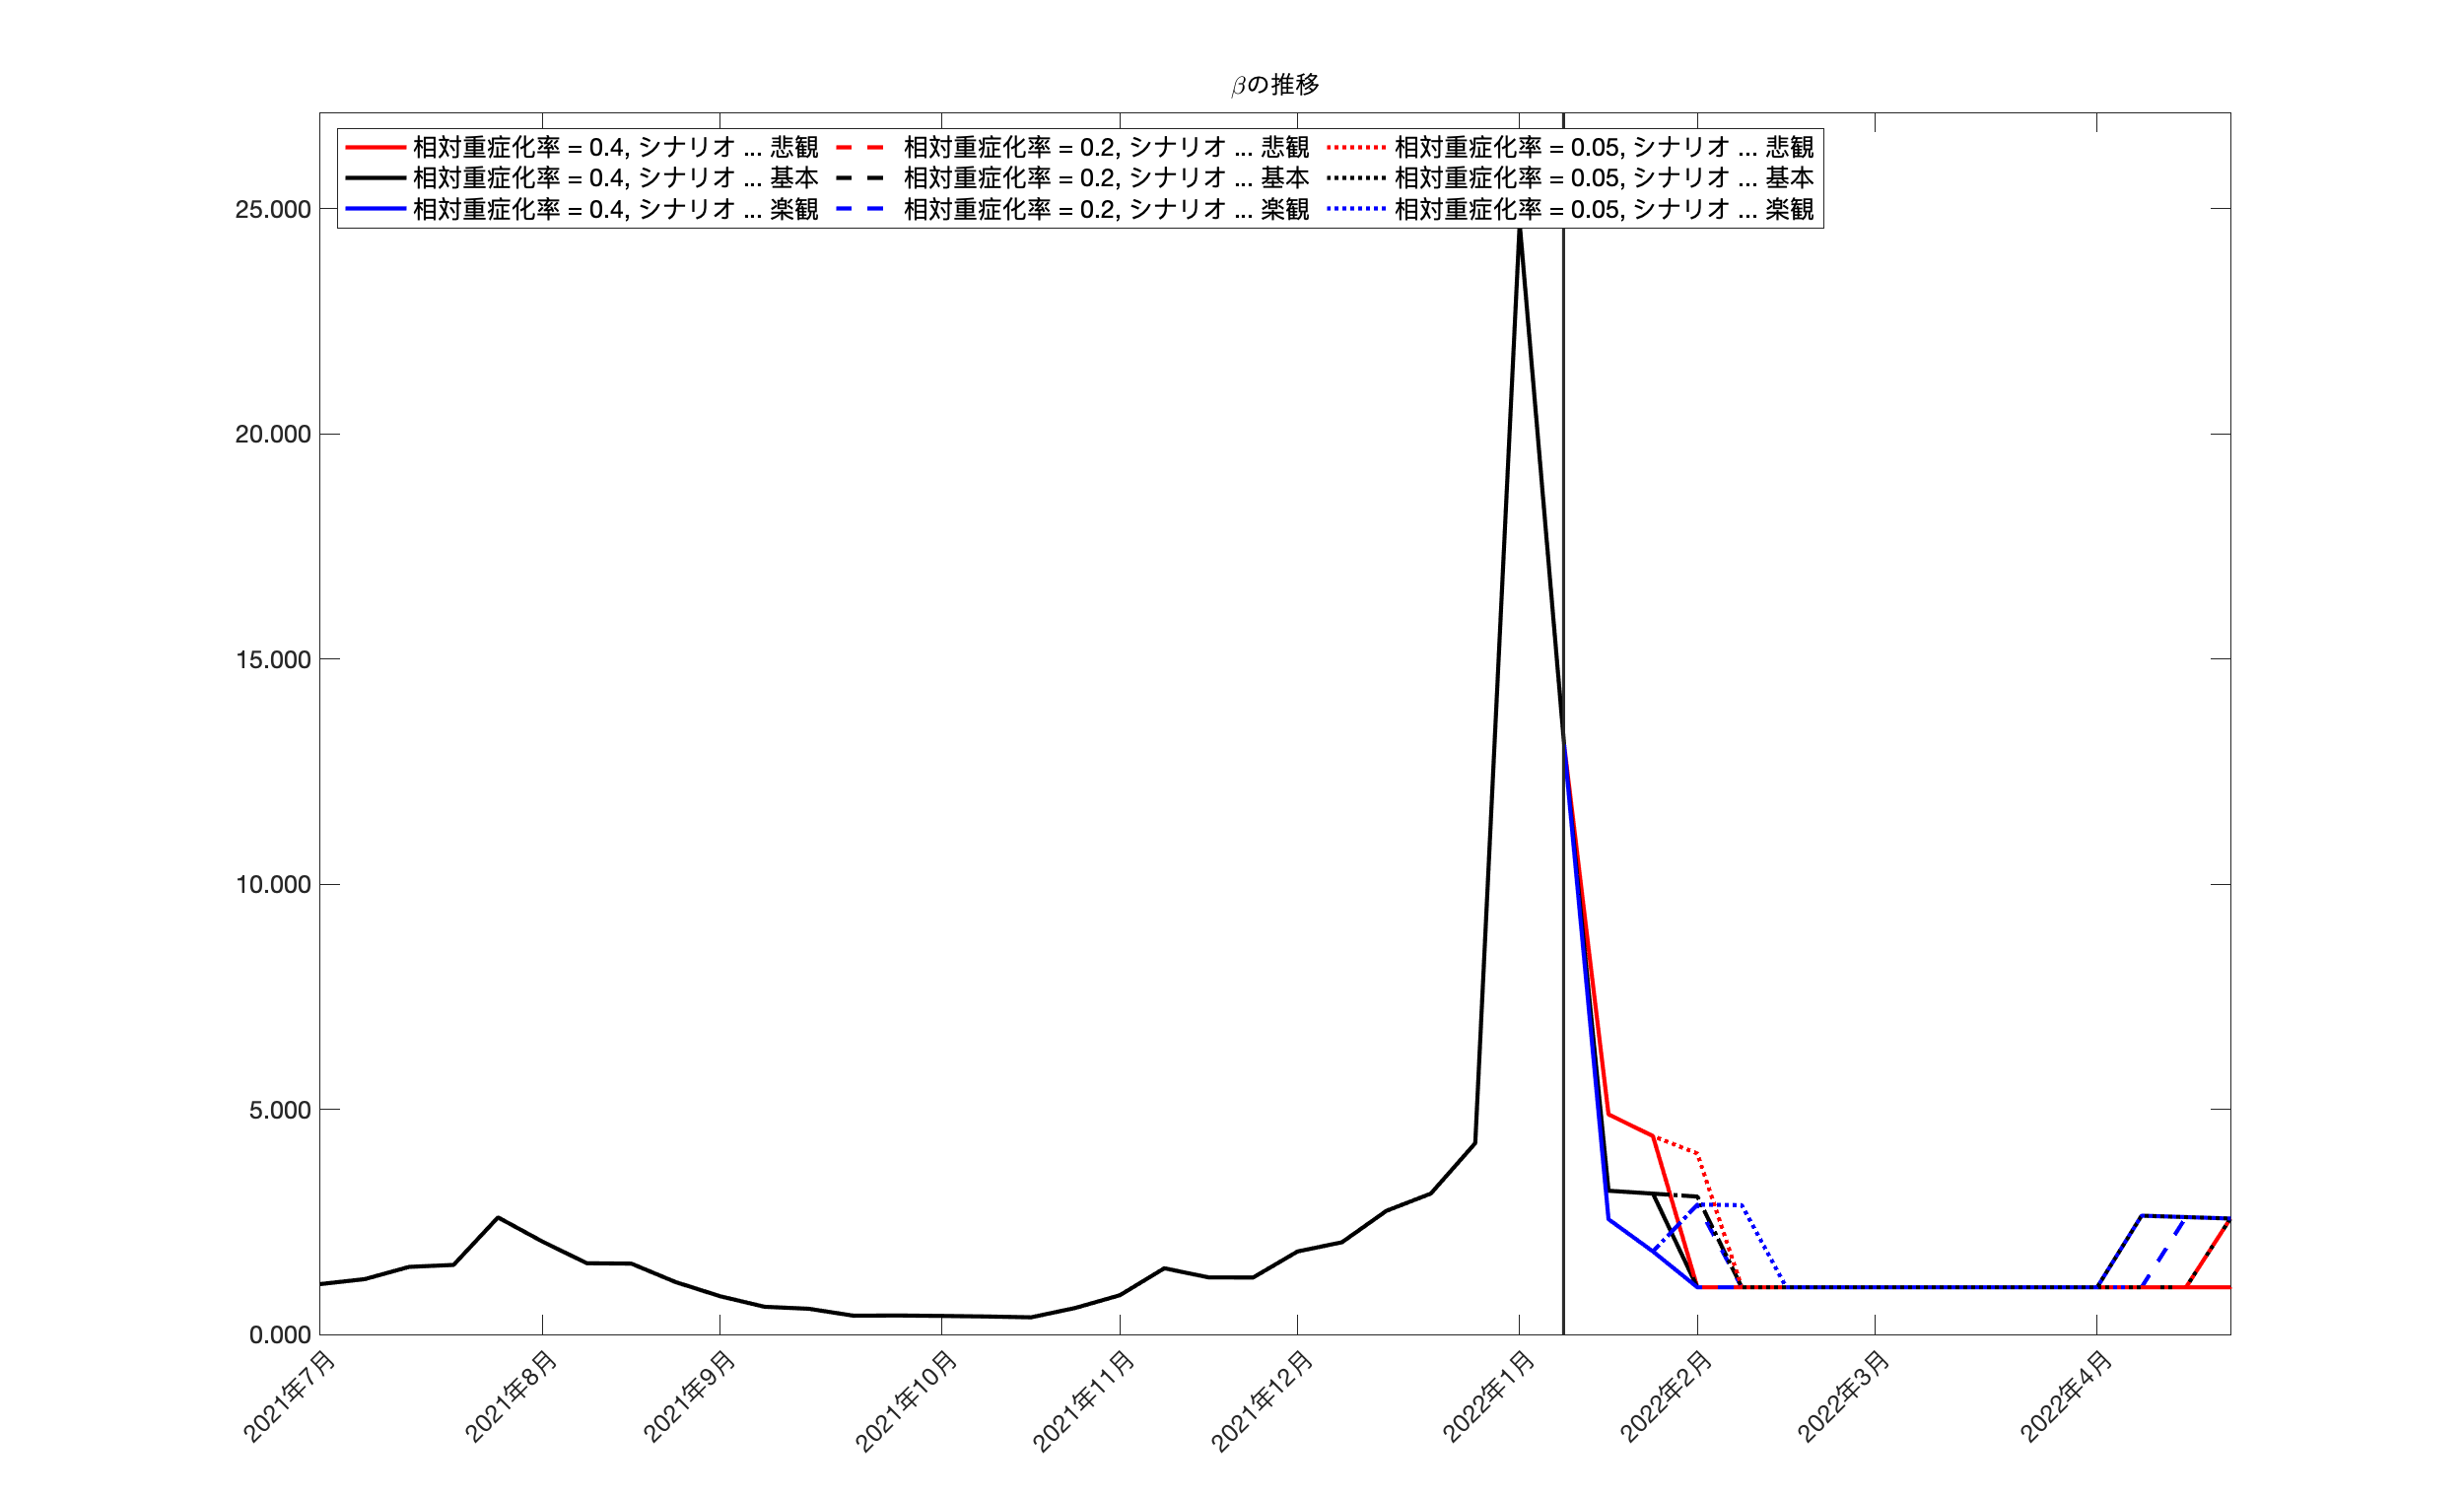 βの推移
相対重症化率 = 0.4, シナリオ ... 悲観
相対重症化率 = 0.2, シナリオ ... 悲観
相対重症化率 = 0.05, シナリオ ... 悲観
相対重症化率 = 0.4, シナリオ ... 基本
相対重症化率 = 0.2, シナリオ ... 基本
相対重症化率 = 0.05, シナリオ ... 基本
相対重症化率 = 0.4, シナリオ ... 楽観
相対重症化率 = 0.2, シナリオ ... 楽観
相対重症化率 = 0.05, シナリオ ... 楽観
25.000
20.000
15.000
10.000
5.000
0.000
2021年7月
2021年8月
2021年9月
2021年10月
2021年11月
2021年12月
2022年1月
2022年2月
2022年3月
2022年4月